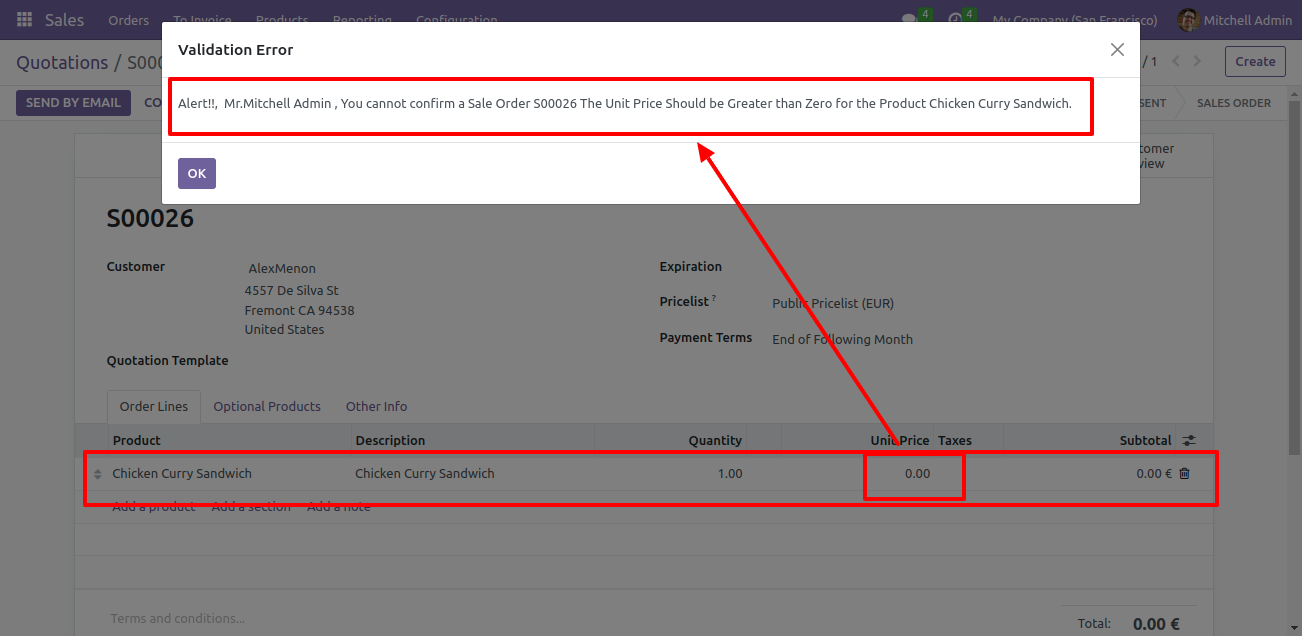 Sales Orders To Invoice Products Reporting Configuration 4 4 My Company (San Francisco) Mitchell Admin
Validation Error
Quotations / S000 / 1 Create
Alert!!, Mr.Mitchell Admin , You cannot confirm a Sale Order S00026 The Unit Price Should be Greater than Zero for the Product Chicken Curry Sandwich.
SEND BY EMAIL CO SENT SALES ORDER
OK
S00026
Customer AlexMenon
4557 De Silva St
Fremont CA 94538
United States
Expiration
Pricelist ? Public Pricelist (EUR)
Payment Terms End of Following Month
Quotation Template
Order Lines Optional Products Other Info
Product Description Quantity Unit Price Taxes Subtotal
Chicken Curry Sandwich Chicken Curry Sandwich 1.00 0.00 0.00 €
Add a product Add a section Add a note
Terms and conditions...
Total: 0.00 €